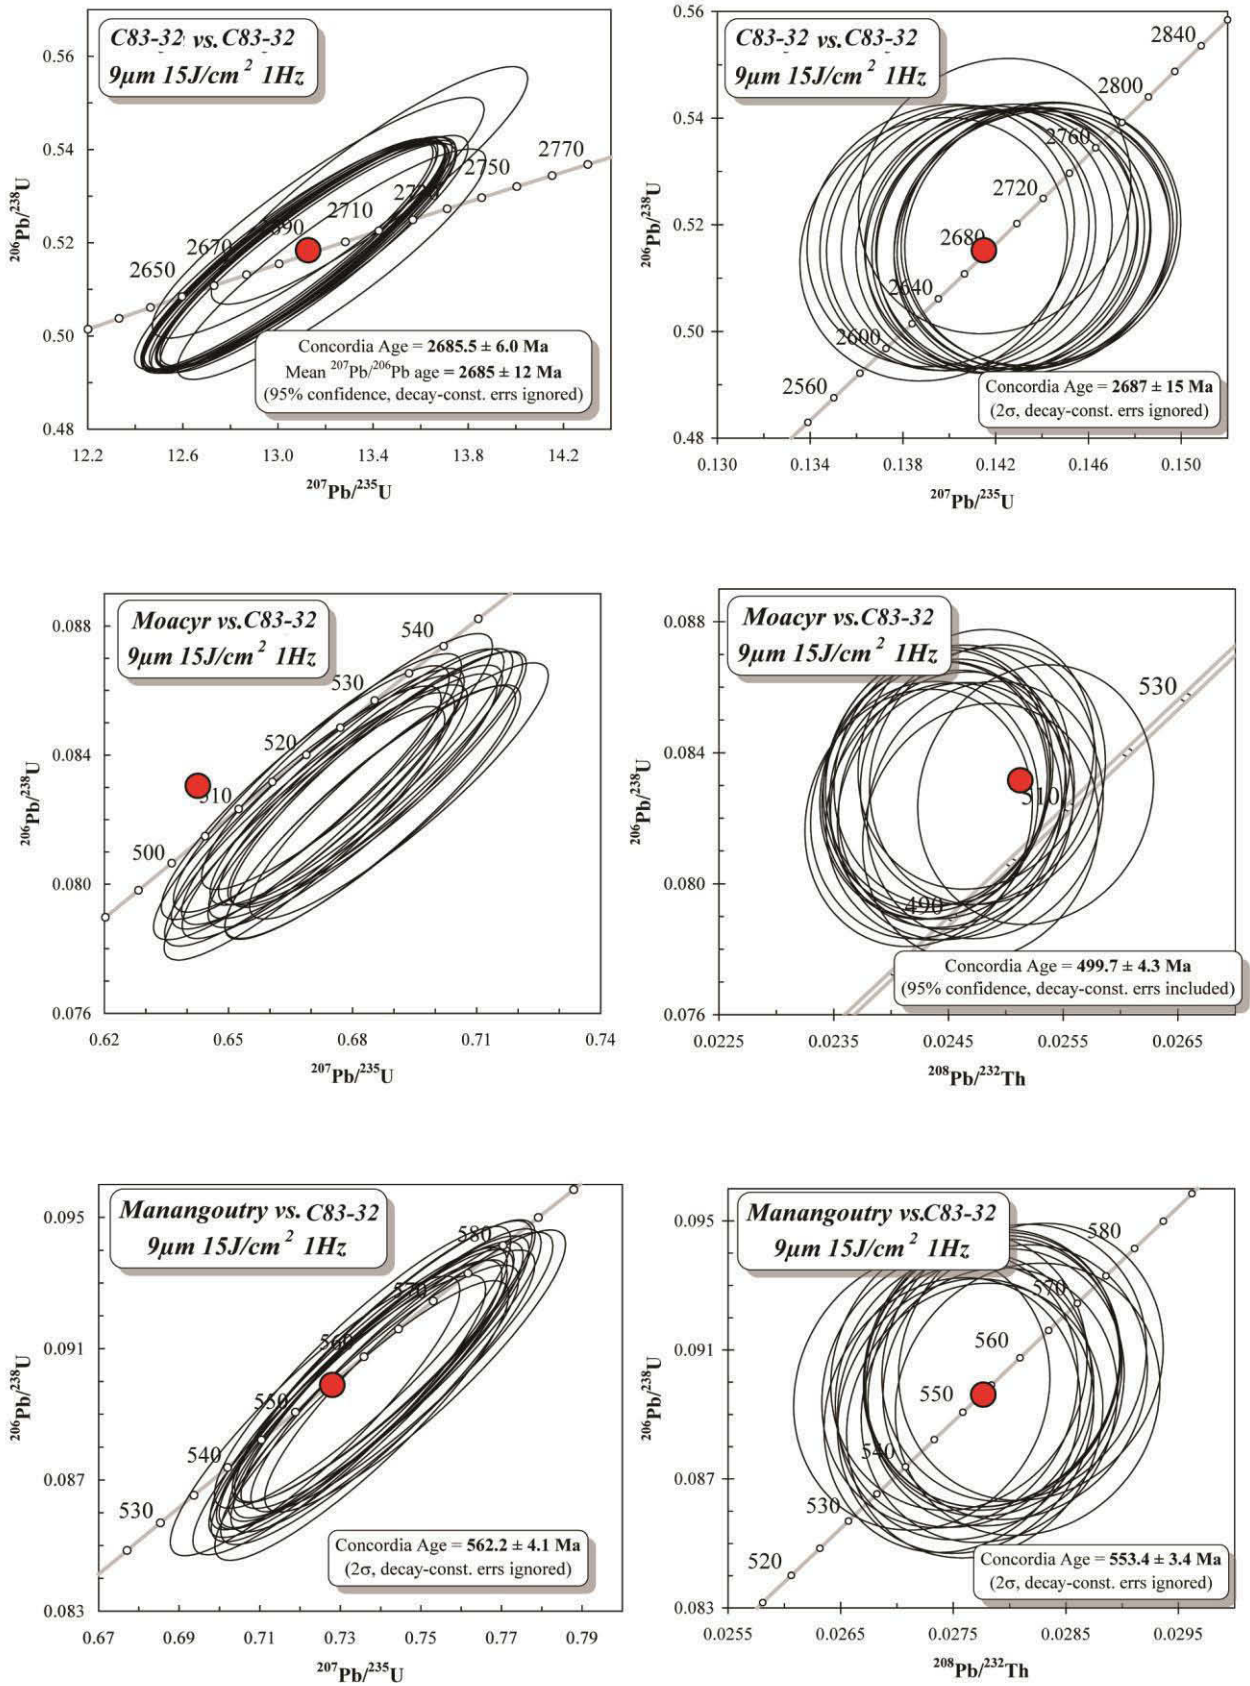 C83-32 vs. C83-32
9µm 15J/cm² 1Hz
0.56
0.54
0.52
0.50
0.48
²⁰⁶Pb/²³⁸U
2650
2670
2710
2750
2770
Concordia Age = 2685.5 ± 6.0 Ma
Mean ²⁰⁷Pb/²⁰⁶Pb age = 2685 ± 12 Ma
(95% confidence, decay-const. errs ignored)
12.2
12.6
13.0
13.4
13.8
14.2
²⁰⁷Pb/²³⁵U
C83-32 vs. C83-32
9µm 15J/cm² 1Hz
0.56
0.54
0.52
0.50
0.48
²⁰⁶Pb/²³⁸U
2840
2800
2760
2720
2680
2640
2600
2560
Concordia Age = 2687 ± 15 Ma
(2σ, decay-const. errs ignored)
0.130
0.134
0.138
0.142
0.146
0.150
²⁰⁷Pb/²³⁵U
Moacyr vs. C83-32
9µm 15J/cm² 1Hz
0.088
0.084
0.080
0.076
²⁰⁶Pb/²³⁸U
540
530
520
510
500
0.62
0.65
0.68
0.71
0.74
²⁰⁷Pb/²³⁵U
Moacyr vs. C83-32
9µm 15J/cm² 1Hz
0.088
0.084
0.080
0.076
²⁰⁶Pb/²³⁸U
530
510
490
Concordia Age = 499.7 ± 4.3 Ma
(95% confidence, decay-const. errs included)
0.0225
0.0235
0.0245
0.0255
0.0265
²⁰⁸Pb/²³²Th
Manangoutry vs. C83-32
9µm 15J/cm² 1Hz
0.095
0.091
0.087
0.083
²⁰⁶Pb/²³⁸U
580
570
560
550
540
530
Concordia Age = 562.2 ± 4.1 Ma
(2σ, decay-const. errs ignored)
0.67
0.69
0.71
0.73
0.75
0.77
0.79
²⁰⁷Pb/²³⁵U
Manangoutry vs. C83-32
9µm 15J/cm² 1Hz
0.095
0.091
0.087
0.083
²⁰⁶Pb/²³⁸U
580
570
560
550
540
530
520
Concordia Age = 553.4 ± 3.4 Ma
(2σ, decay-const. errs ignored)
0.0255
0.0265
0.0275
0.0285
0.0295
²⁰⁸Pb/²³²Th